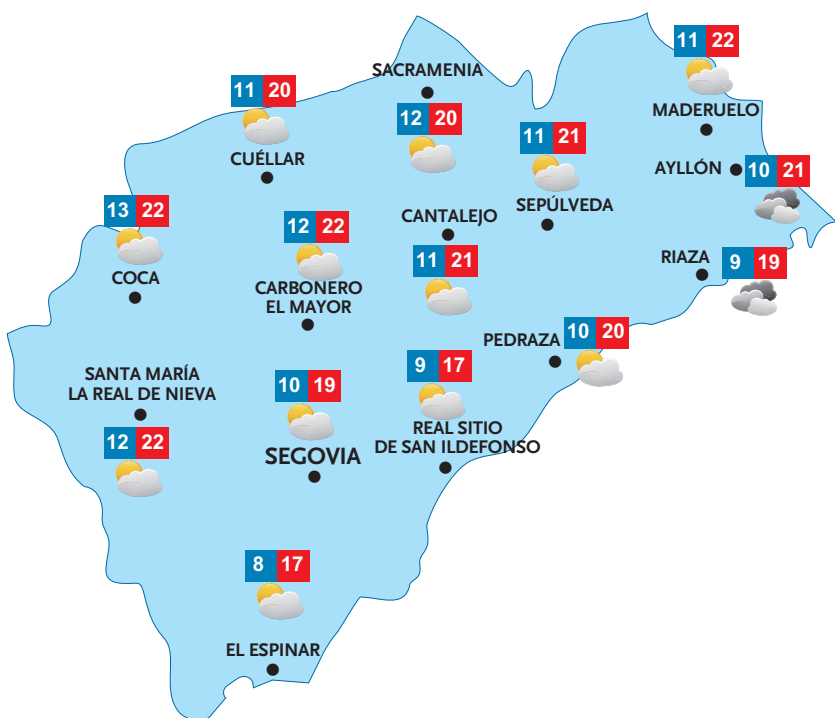 11 22
MADERUELO
SACRAMENIA
12 20
11 20
CUÉLLAR
11 21
SEPÚLVEDA
AYLLÓN
10 21
13 22
COCA
12 22
CARBONERO
EL MAYOR
CANTALEJO
11 21
RIAZA
9 19
PEDRAZA
10 20
SANTA MARÍA
LA REAL DE NIEVA
12 22
10 19
SEGOVIA
9 17
REAL SITIO
DE SAN ILDEFONSO
8 17
EL ESPINAR